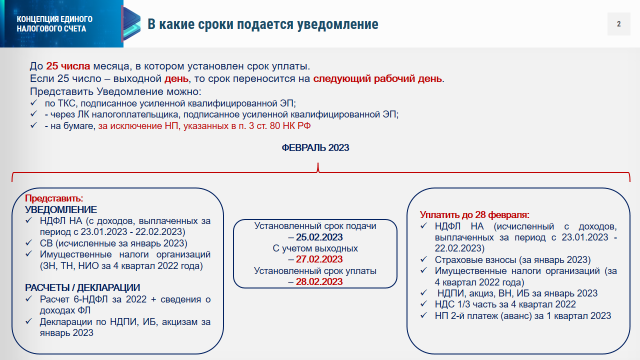 КОНЦЕПЦИЯ ЕДИНОГО
НАЛОГОВОГО СЧЕТА
В какие сроки подается уведомление
2
До 25 числа месяца, в котором установлен срок уплаты.
Если 25 число – выходной день, то срок переносится на следующий рабочий день.
Представить Уведомление можно:
✓ по ТКС, подписанное усиленной квалифицированной ЭП;
✓ - через ЛК налогоплательщика, подписанное усиленной квалифицированной ЭП;
✓ - на бумаге, за исключение НП, указанных в п. 3 ст. 80 НК РФ
ФЕВРАЛЬ 2023
Представить:
УВЕДОМЛЕНИЕ
✓ НДФЛ НА (с доходов, выплаченных за
период с 23.01.2023 - 22.02.2023)
✓ СВ (исчисленные за январь 2023)
✓ Имущественные налоги организаций
(ЗН, ТН, НИО за 4 квартал 2022 года)
РАСЧЕТЫ / ДЕКЛАРАЦИИ
✓ Расчет 6-НДФЛ за 2022 + сведения о
доходах ФЛ
✓ Декларации по НДПИ, ИБ, акцизам за
январь 2023
Установленный срок подачи
– 25.02.2023
С учетом выходных
– 27.02.2023
Установленный срок уплаты
– 28.02.2023
Уплатить до 28 февраля:
✓ НДФЛ НА (исчисленный с доходов,
выплаченных за период с 23.01.2023 -
22.02.2023)
✓ Страховые взносы (за январь 2023)
✓ Имущественные налоги организаций (за
4 квартал 2022 года)
✓ НДПИ, акциз, ВН, ИБ за январь 2023
✓ НДС 1/3 часть за 4 квартал 2022
✓ НП 2-й платеж (аванс) за 1 квартал 2023